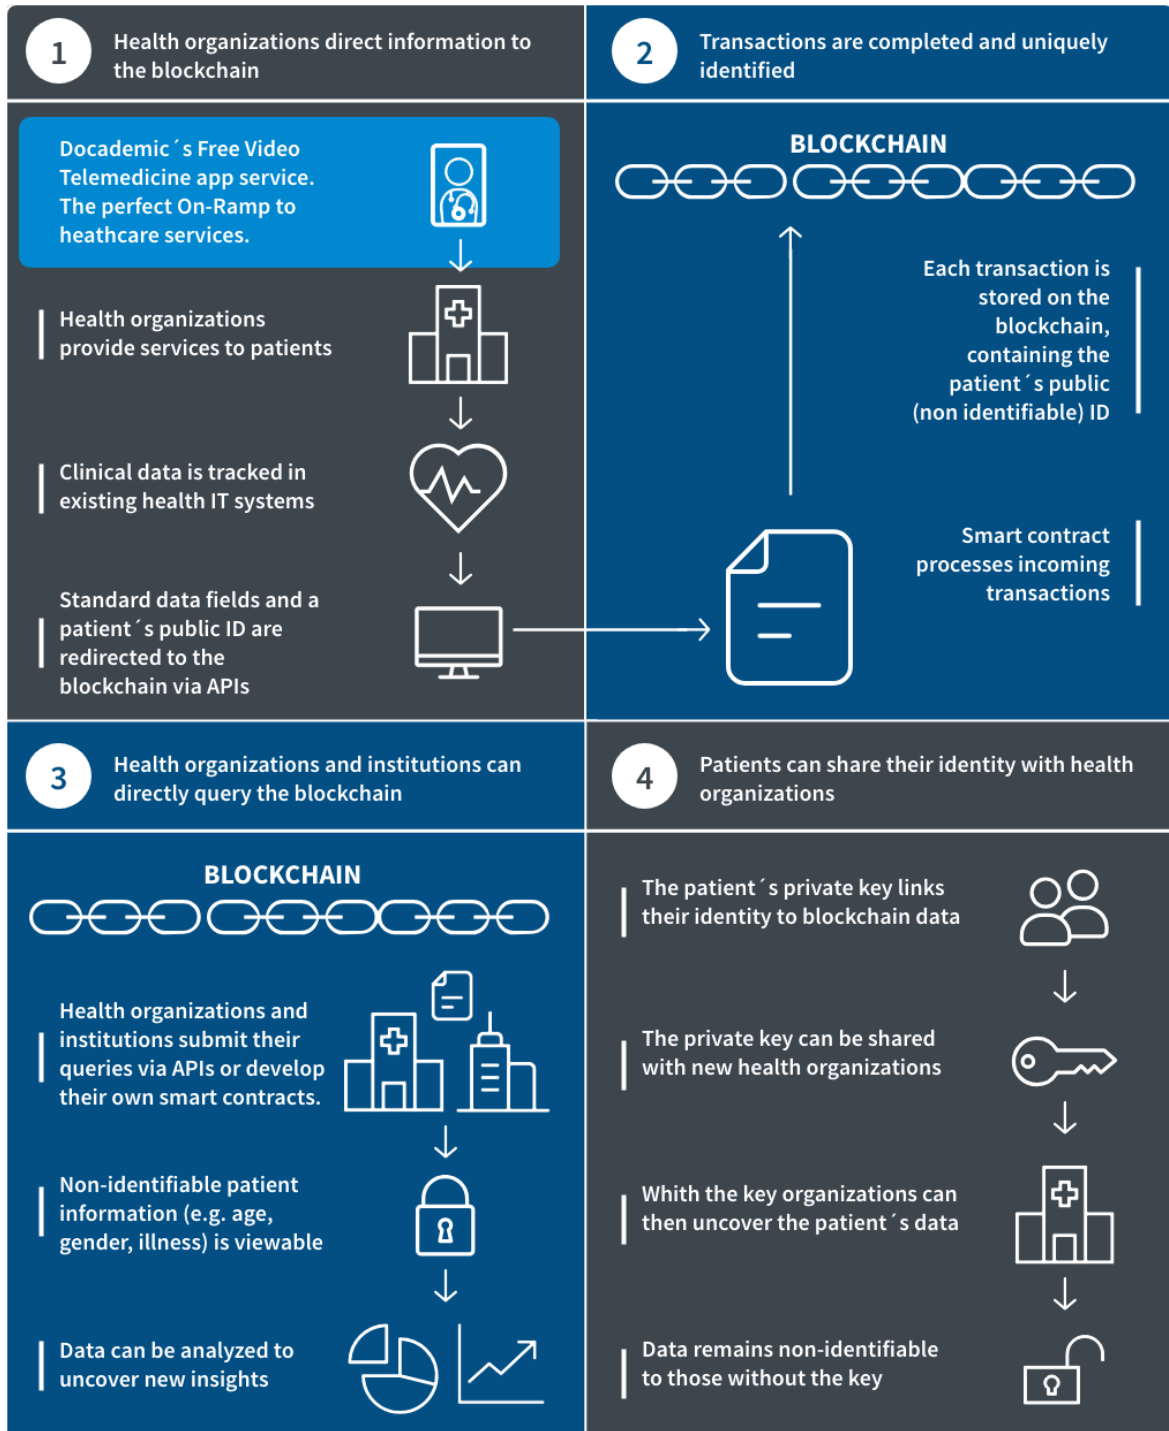 1
Health organizations direct information to
the blockchain
Docademic´s Free Video
Telemedicine app service.
The perfect On-Ramp to
heathcare services.
Health organizations
provide services to patients
Clinical data is tracked in
existing health IT systems
Standard data fields and a
patient´s public ID are
redirected to the
blockchain via APIs
2
Transactions are completed and uniquely
identified
BLOCKCHAIN
Each transaction is
stored on the
blockchain,
containing the
patient´s public
(non identifiable) ID
Smart contract
processes incoming
transactions
3
Health organizations and institutions can
directly query the blockchain
BLOCKCHAIN
Health organizations and
institutions submit their
queries via APIs or develop
their own smart contracts.
Non-identifiable patient
information (e.g. age,
gender, illness) is viewable
Data can be analyzed to
uncover new insights
4
Patients can share their identity with health
organizations
The patient´s private key links
their identity to blockchain data
The private key can be shared
with new health organizations
Whith the key organizations can
then uncover the patient´s data
Data remains non-identifiable
to those without the key